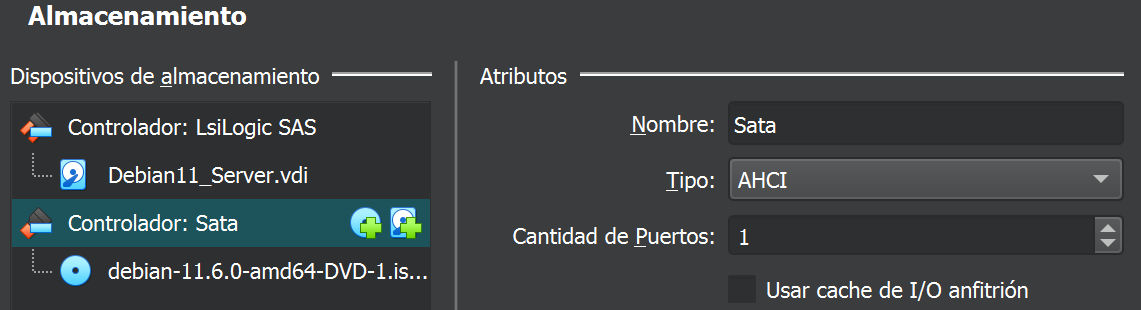 Almacenamiento
Dispositivos de almacenamiento
Controlador: LsiLogic SAS
Debian11_Server.vdi
Controlador: Sata
debian-11.6.0-amd64-DVD-1.is...
Atributos
Nombre: Sata
Tipo: AHCI
Cantidad de Puertos: 1
Usar cache de I/O anfitrión